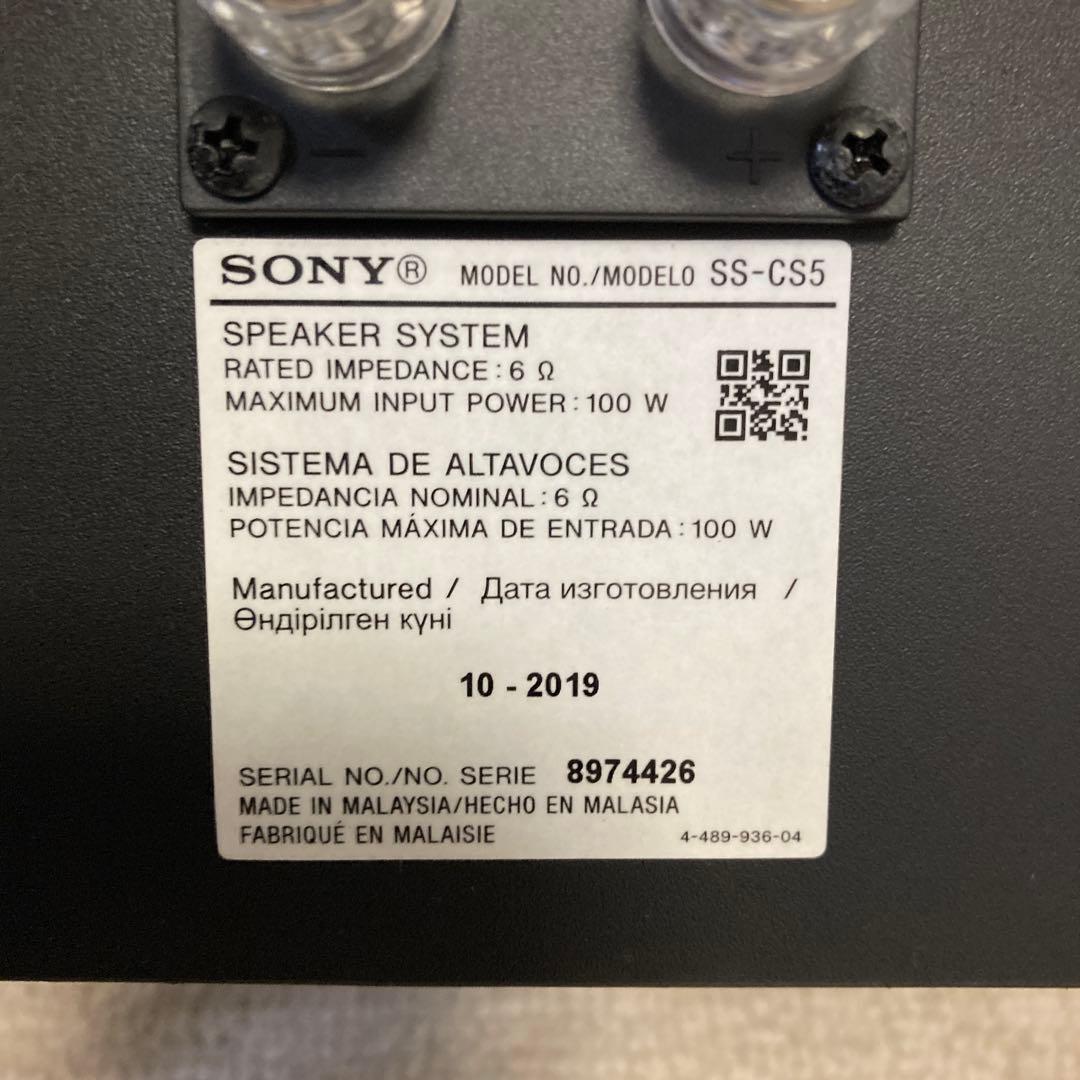 − +
SONY® MODEL NO./MODELO SS-CS5
SPEAKER SYSTEM
RATED IMPEDANCE : 6 Ω
MAXIMUM INPUT POWER : 100 W
SISTEMA DE ALTAVOCES
IMPEDANCIA NOMINAL : 6 Ω
POTENCIA MÁXIMA DE ENTRADA : 100 W
Manufactured / Дата изготовления /
Өндірілген күні
10 - 2019
SERIAL NO./NO. SERIE 8974426
MADE IN MALAYSIA/HECHO EN MALASIA
FABRIQUÉ EN MALAISIE 4-489-936-04